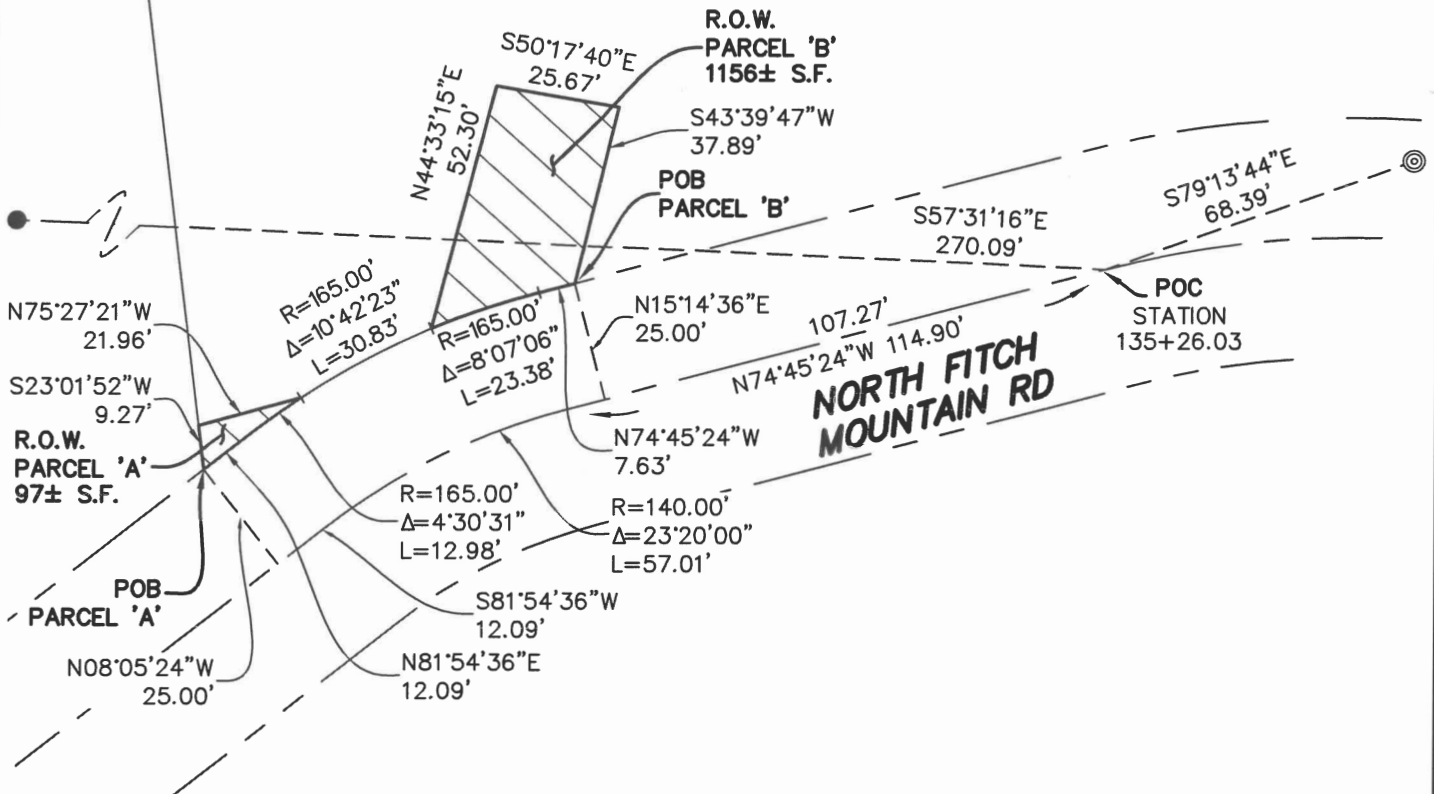 R.O.W.
PARCEL 'B'
1156± S.F.
S50°17'40"E
25.67'
N44°33'15"E
52.30'
S43°39'47"W
37.89'
POB
PARCEL 'B'
S79°13'44"E
68.39'
S57°31'16"E
270.09'
POC
STATION
135+26.03
N15°14'36"E
25.00'
107.27'
N74°45'24"W 114.90'
NORTH FITCH
MOUNTAIN RD
R=165.00'
Δ=10°42'23"
L=30.83'
R=165.00'
Δ=8°07'06"
L=23.38'
N75°27'21"W
21.96'
S23°01'52"W
9.27'
R.O.W.
PARCEL 'A'
97± S.F.
N74°45'24"W
7.63'
R=165.00'
Δ=4°30'31"
L=12.98'
R=140.00'
Δ=23°20'00"
L=57.01'
POB
PARCEL 'A'
S81°54'36"W
12.09'
N08°05'24"W
25.00'
N81°54'36"E
12.09'